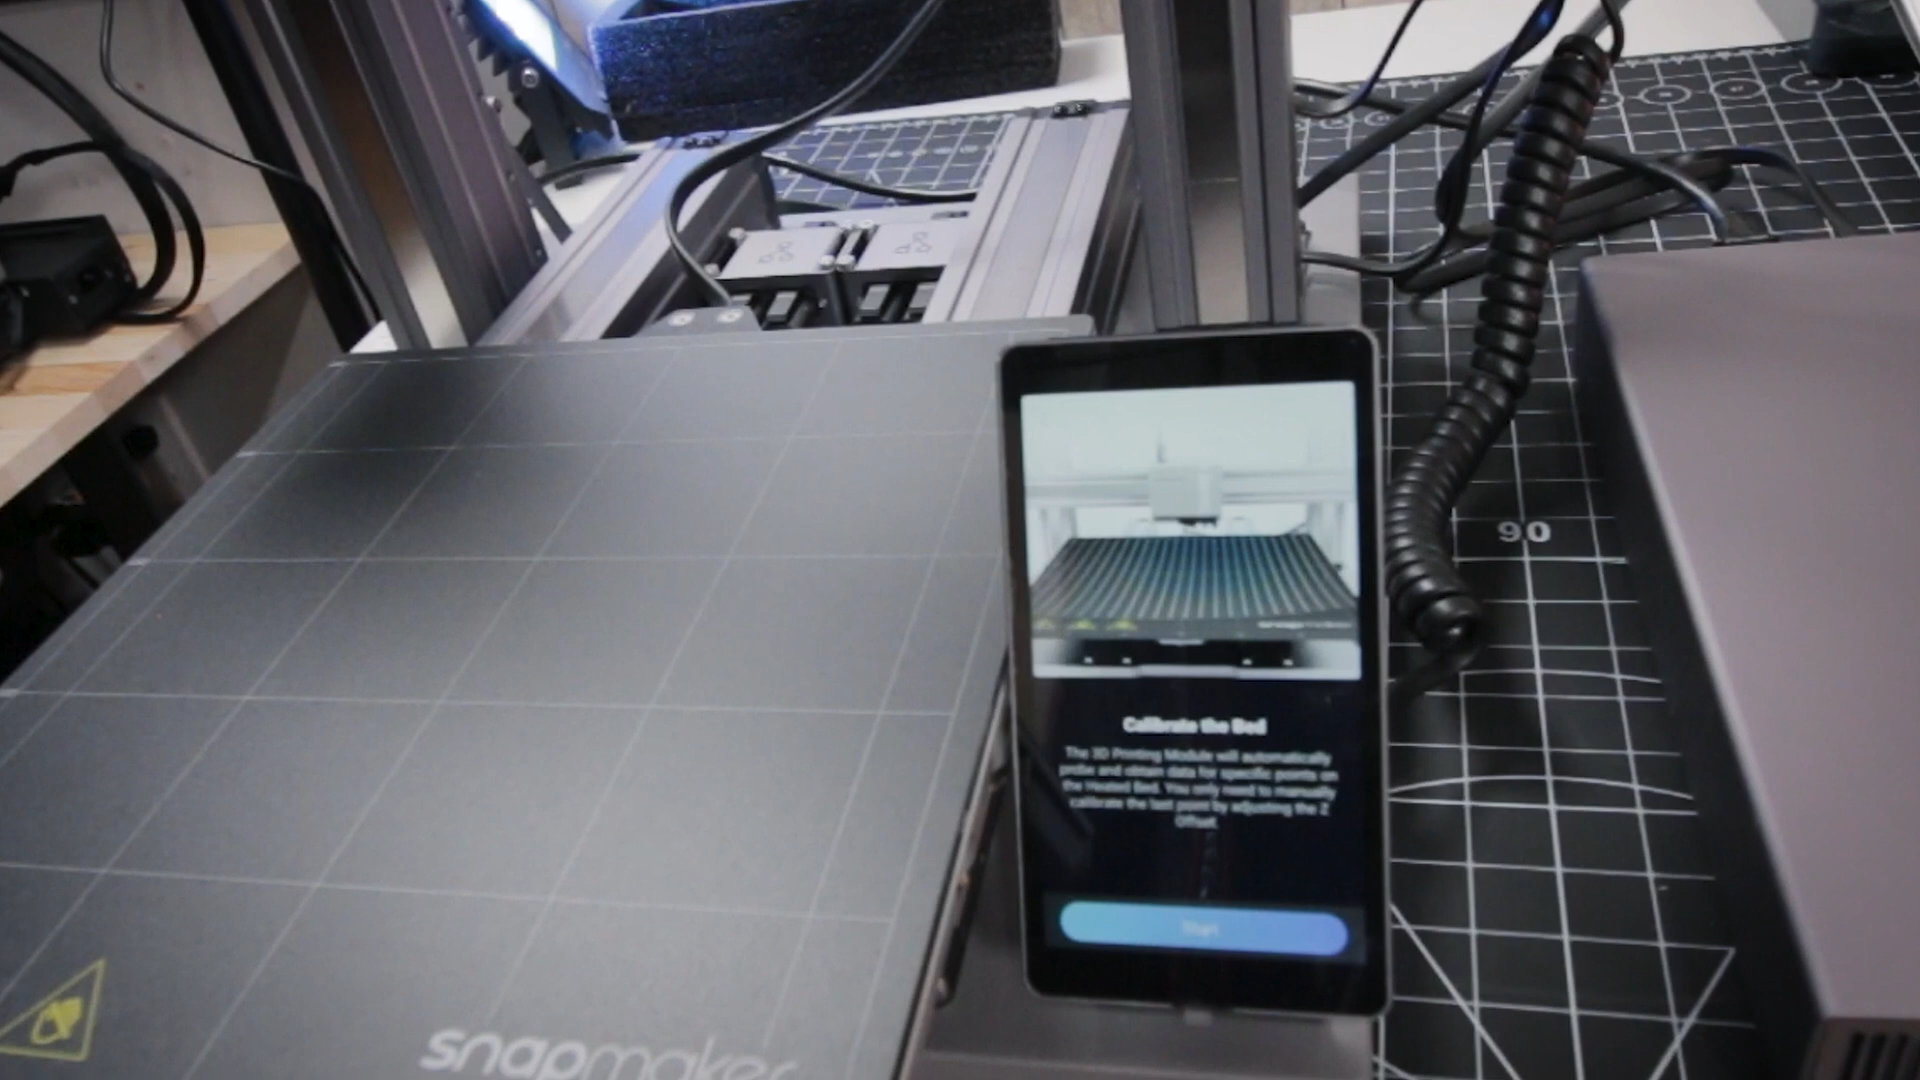 90
Calibrate the Bed
The 3D Printing Module will automatically
probe and obtain data for specific points on
the Heated Bed. You only need to manually
calibrate the last point by adjusting the Z
Offset.
Start
snapmaker